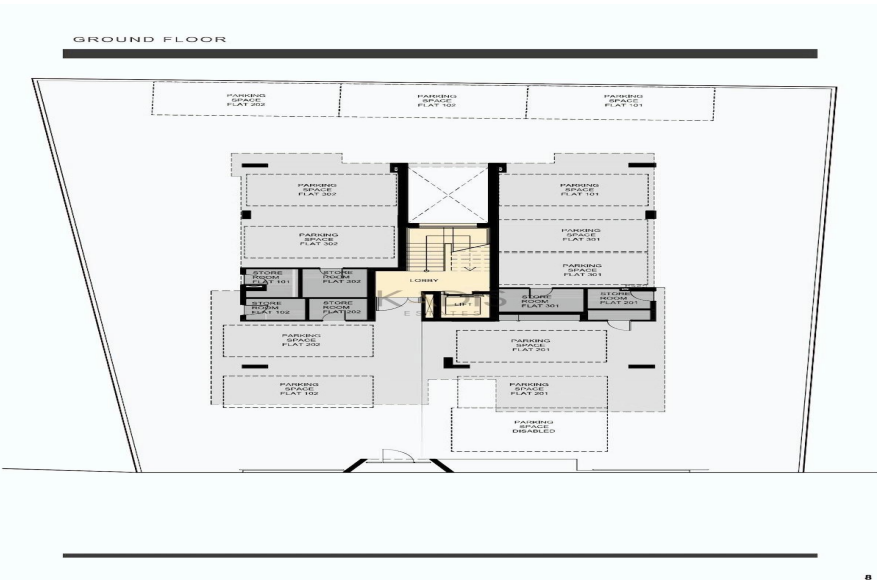 GROUND FLOOR
PARKING
SPACE
FLAT 202
PARKING
SPACE
FLAT 102
PARKING
SPACE
FLAT 101
PARKING
SPACE
FLAT 302
PARKING
SPACE
FLAT 101
PARKING
SPACE
FLAT 302
PARKING
SPACE
FLAT 301
PARKING
SPACE
FLAT 301
STORE
ROOM
FLAT 101
STORE
ROOM
FLAT 302
LOBBY
STORE
ROOM
FLAT 102
STORE
ROOM
FLAT 202
LIFT
STORE
ROOM
FLAT 301
STORE
ROOM
FLAT 201
ESTATES
PARKING
SPACE
FLAT 202
PARKING
SPACE
FLAT 201
PARKING
SPACE
FLAT 102
PARKING
SPACE
FLAT 201
PARKING
SPACE
DISABLED
8